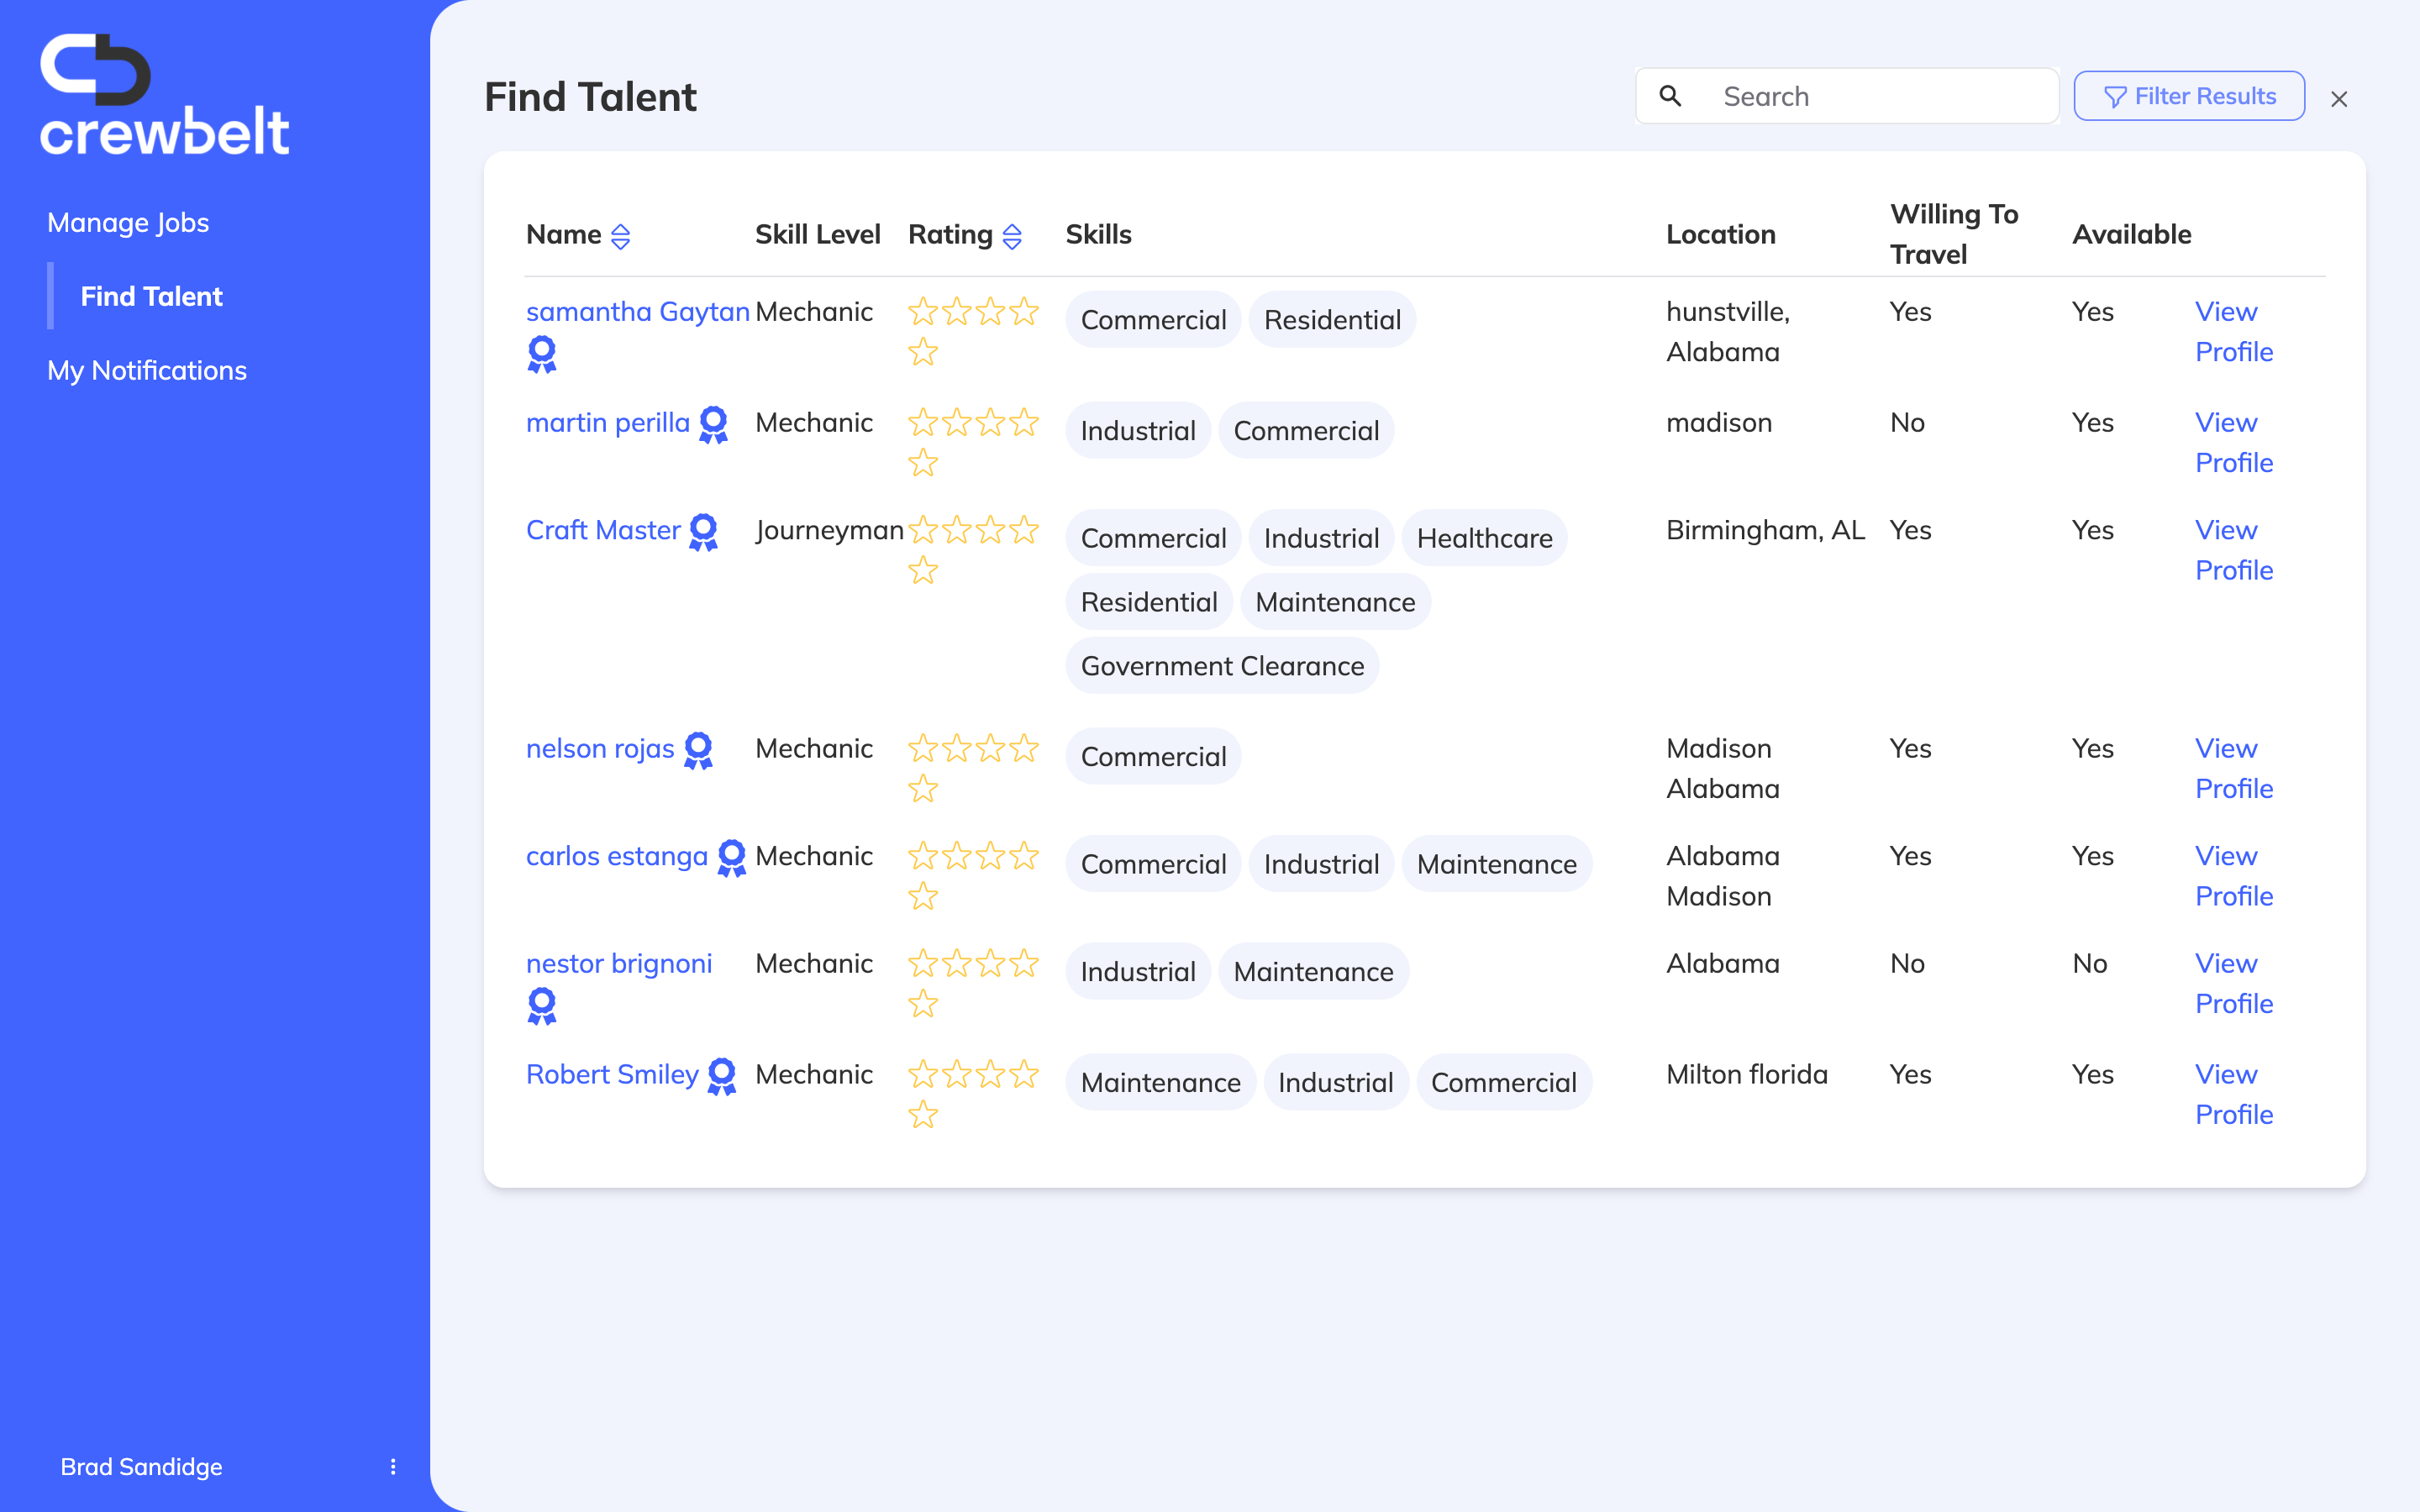 crewbelt
Manage Jobs
Find Talent
My Notifications
Brad Sandidge
Find Talent
Search
Filter Results
Name Skill Level Rating Skills Location Willing To Travel Available
samantha Gaytan Mechanic Commercial Residential hunstville, Yes Yes View
Alabama Profile
martin perilla Mechanic Industrial Commercial madison No Yes View
Profile
Craft Master Journeyman Commercial Industrial Healthcare Birmingham, AL Yes Yes View
Profile
Residential Maintenance
Government Clearance
nelson rojas Mechanic Commercial Madison Yes Yes View
Alabama Profile
carlos estanga Mechanic Commercial Industrial Maintenance Alabama Yes Yes View
Madison Profile
nestor brignoni Mechanic Industrial Maintenance Alabama No No View
Profile
Robert Smiley Mechanic Maintenance Industrial Commercial Milton florida Yes Yes View
Profile